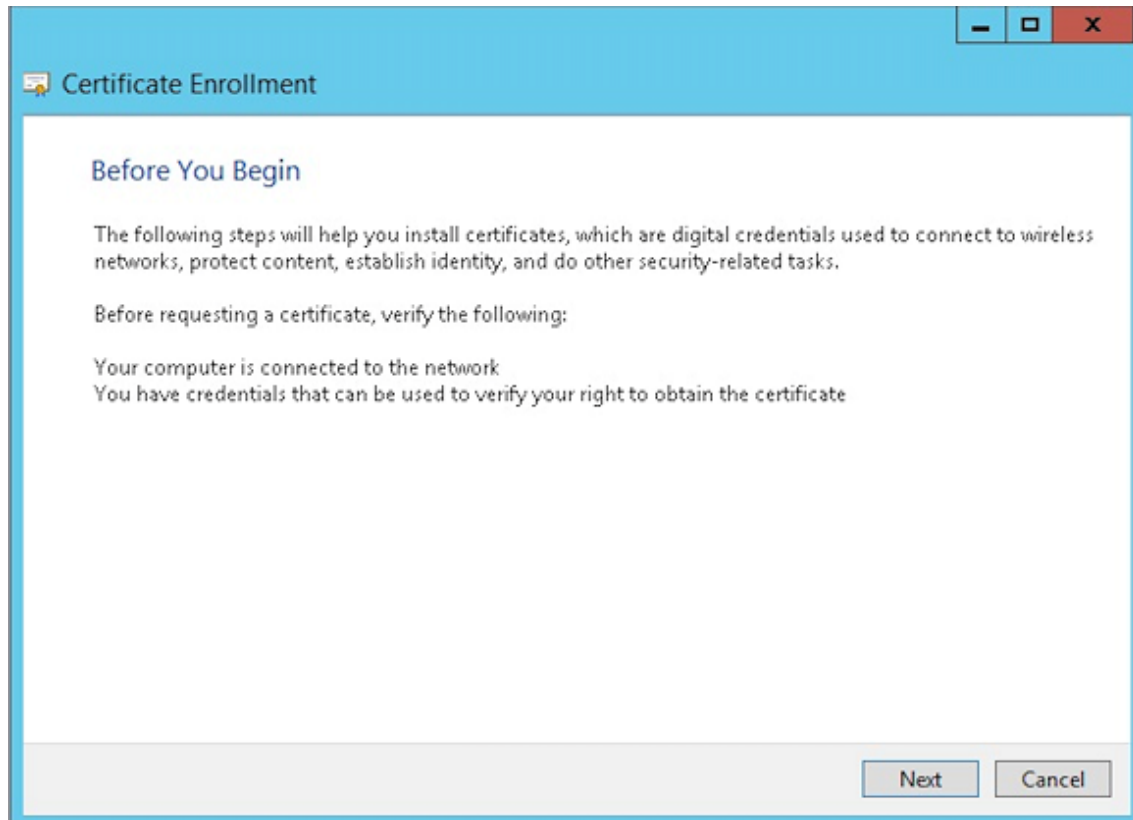 Certificate Enrollment
Before You Begin
The following steps will help you install certificates, which are digital credentials used to connect to wireless
networks, protect content, establish identity, and do other security-related tasks.
Before requesting a certificate, verify the following:
Your computer is connected to the network
You have credentials that can be used to verify your right to obtain the certificate
Next Cancel